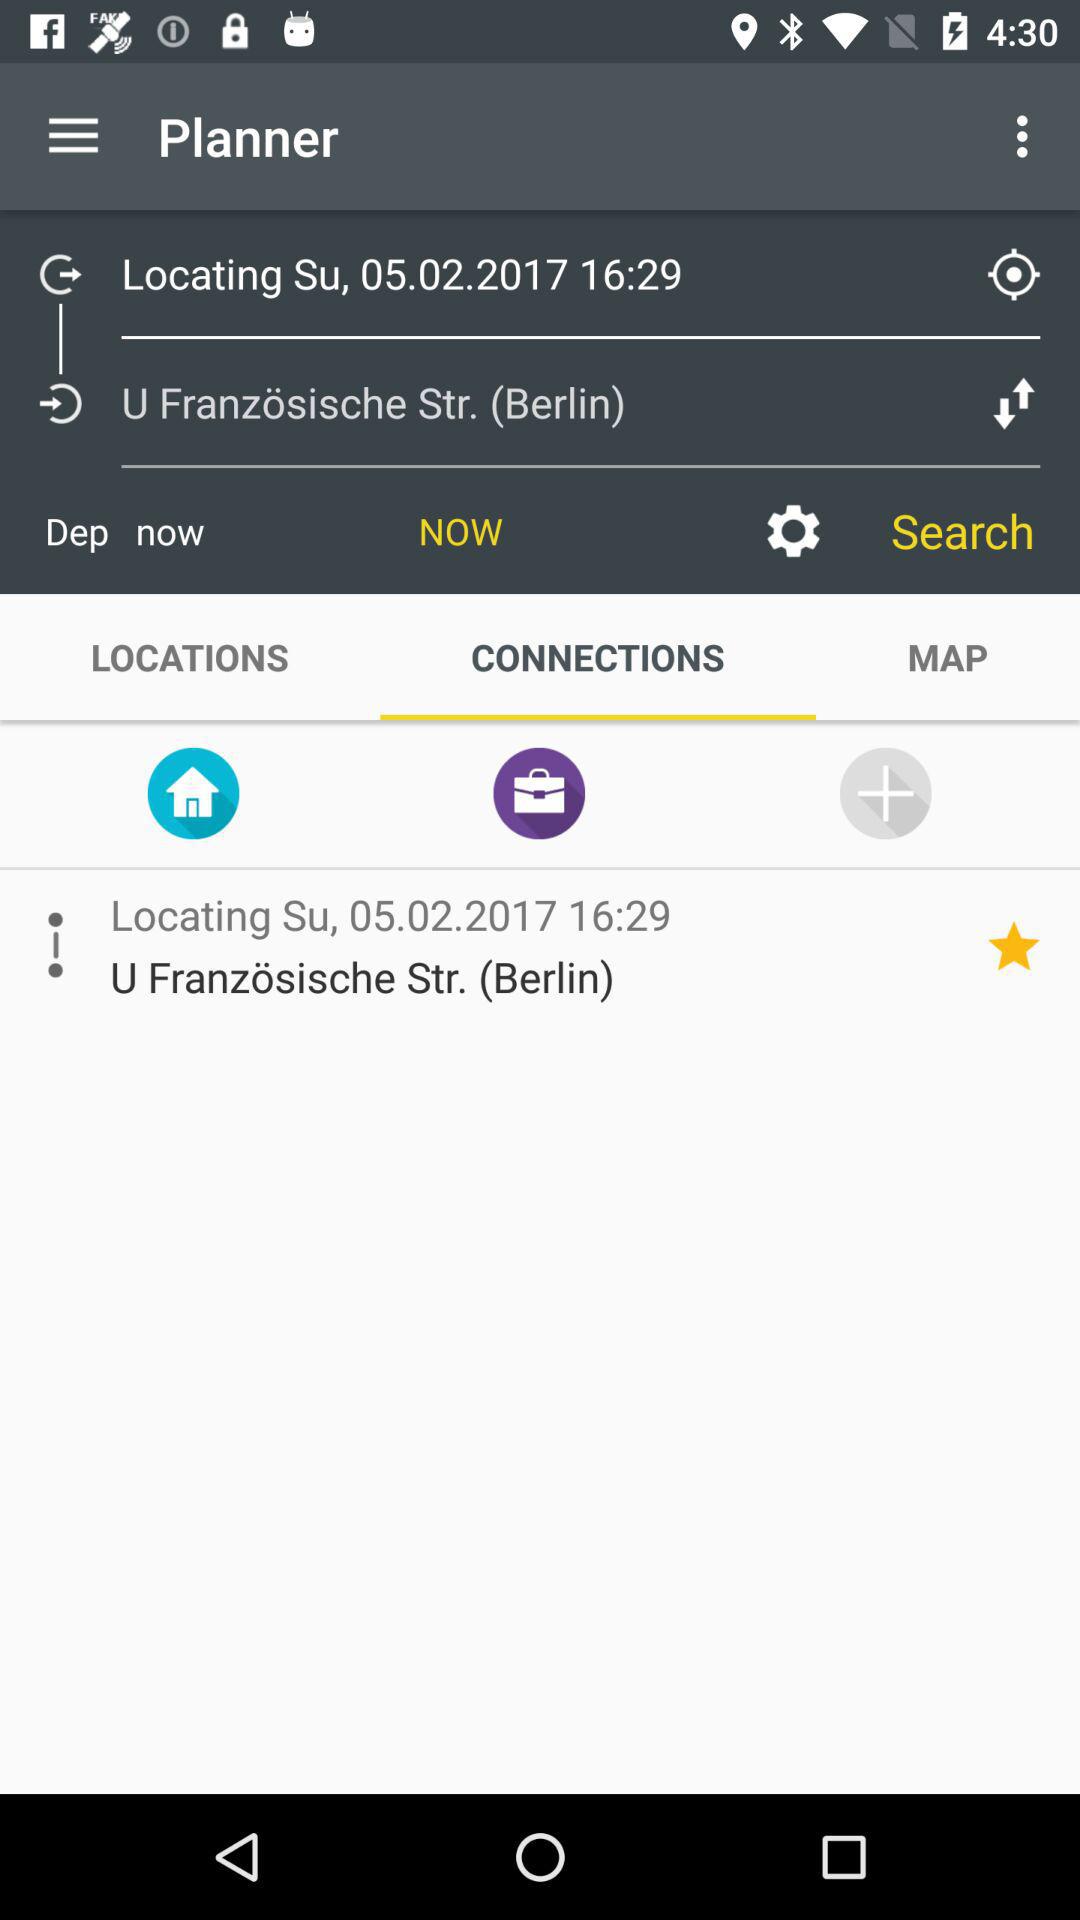 FAKE
4:30
Planner
Locating Su, 05.02.2017 16:29
U Französische Str. (Berlin)
Dep now NOW Search
LOCATIONS CONNECTIONS MAP
Locating Su, 05.02.2017 16:29
U Französische Str. (Berlin)